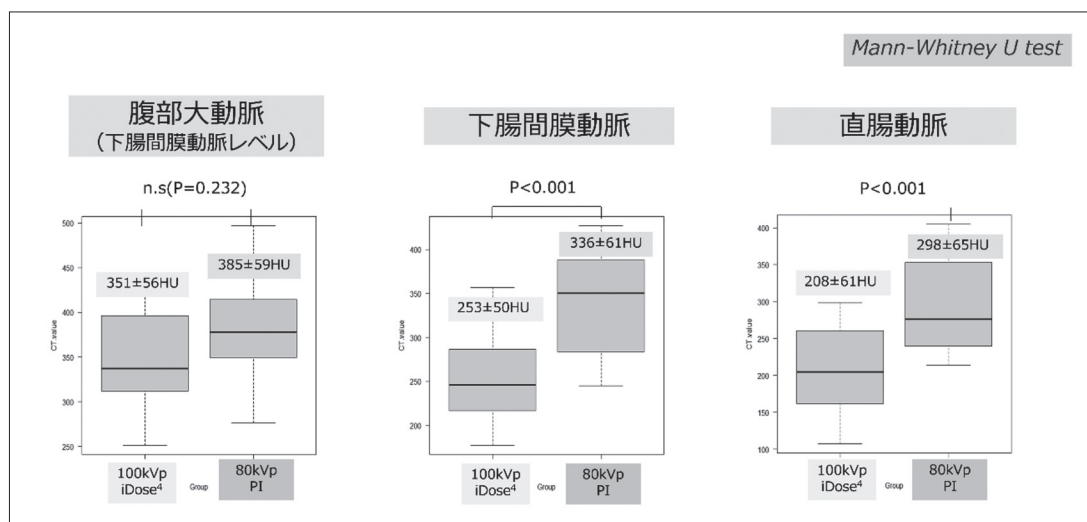 Mann-Whitney U test
腹部大動脈
(下腸間膜動脈レベル)
n.s(P=0.232)
500
450
400
350
300
250
CT.value
351±56HU
385±59HU
100kVp
iDose⁴
Group
80kVp
PI
下腸間膜動脈
P<0.001
400
350
300
250
200
CT.value
253±50HU
336±61HU
100kVp
iDose⁴
Group
80kVp
PI
直腸動脈
P<0.001
400
350
300
250
200
150
100
CT.value
208±61HU
298±65HU
100kVp
iDose⁴
Group
80kVp
PI